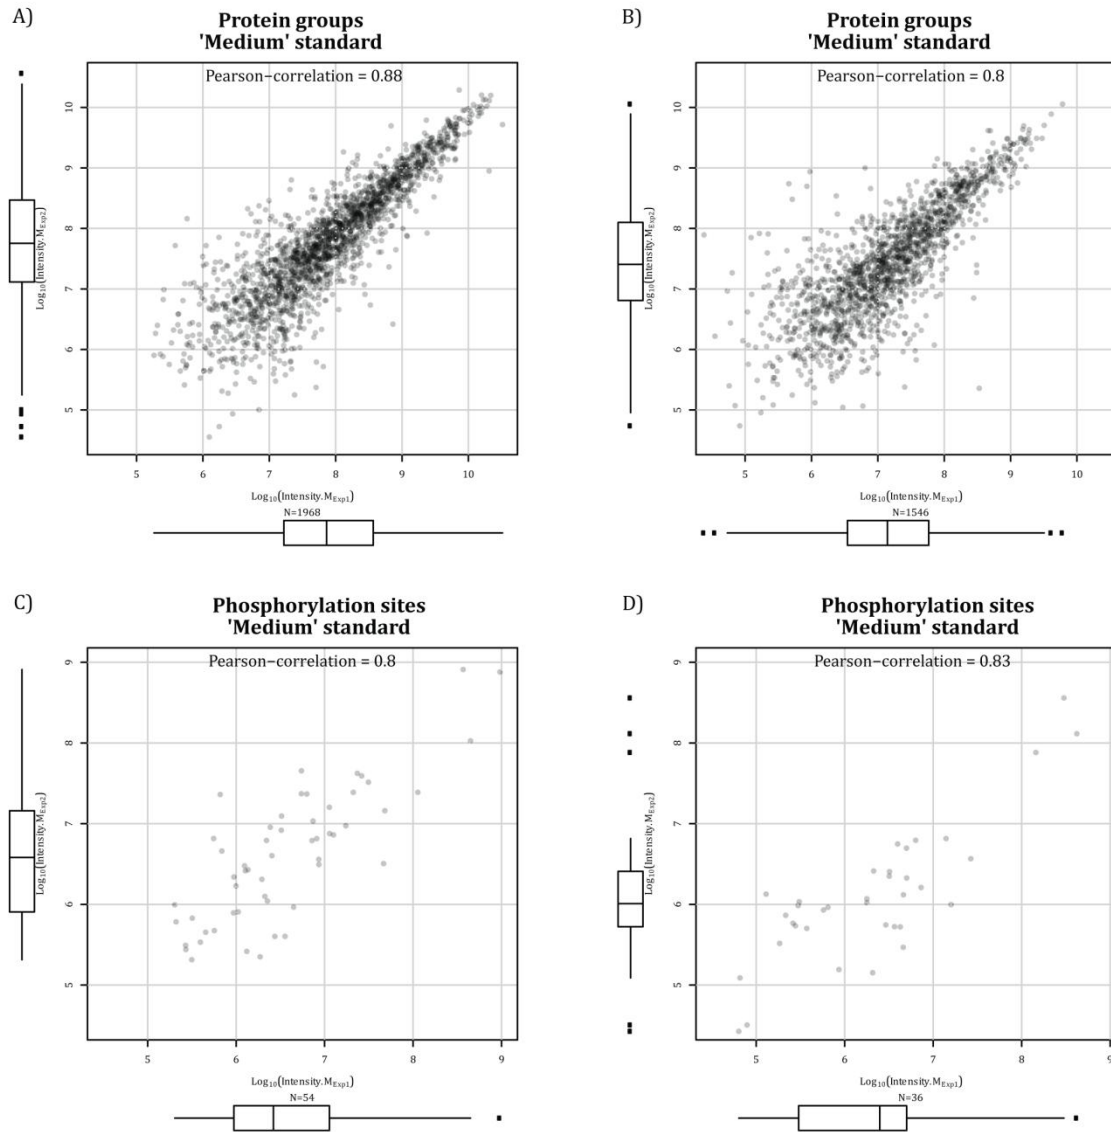 A)
Protein groups
'Medium' standard
Pearson−correlation = 0.88
10
9
8
7
6
5
Log10(Intensity.MExp2)
5 6 7 8 9 10
Log10(Intensity.MExp1)
N=1968
B)
Protein groups
'Medium' standard
Pearson−correlation = 0.8
10
9
8
7
6
5
Log10(Intensity.MExp2)
5 6 7 8 9 10
Log10(Intensity.MExp1)
N=1546
C)
Phosphorylation sites
'Medium' standard
Pearson−correlation = 0.8
9
8
7
6
5
Log10(Intensity.MExp2)
5 6 7 8 9
Log10(Intensity.MExp1)
N=54
D)
Phosphorylation sites
'Medium' standard
Pearson−correlation = 0.83
9
8
7
6
5
Log10(Intensity.MExp2)
5 6 7 8 9
Log10(Intensity.MExp1)
N=36